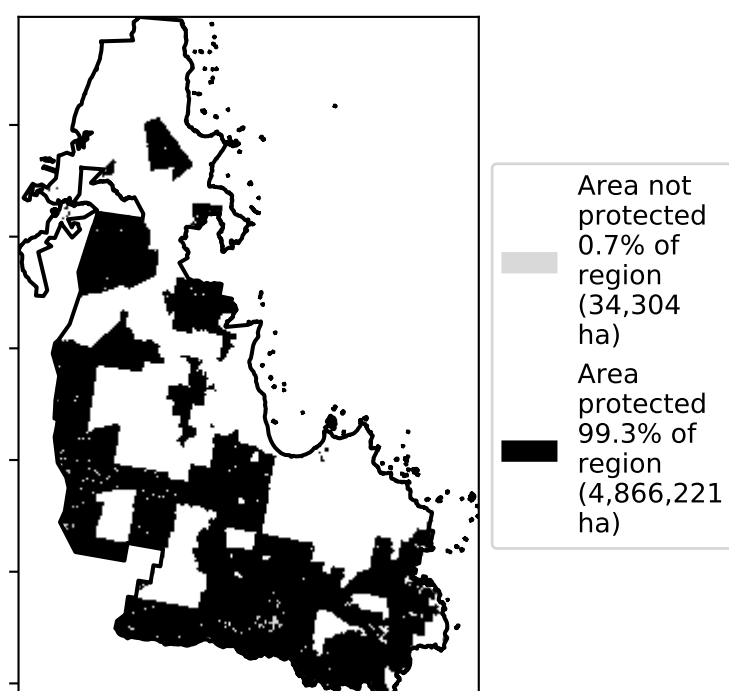 Area not
protected
0.7% of
region
(34,304
ha)
Area
protected
99.3% of
region
(4,866,221
ha)